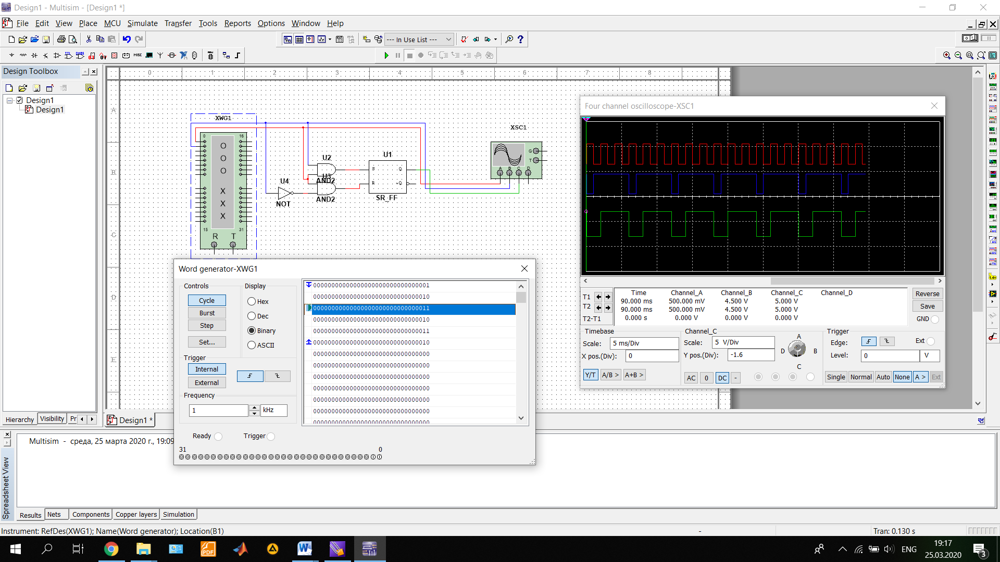 Design1 - Multisim - [Design1 *]
File Edit View Place MCU Simulate Transfer Tools Reports Options Window Help
--- In Use List ---
MISC
Design Toolbox
Design1
Design1
Hierarchy Visibility Pr
0 1 2 3 4 5 6 7 8
A
B
C
D
E
XWG1
0 16
O
O
O
X
X
X
15 31
R T
U4
NOT
U2
AND2
U3
AND2
U1
S Q
R ~Q
SR_FF
XSC1
G
T
A B C D
Design1 *
Four channel oscilloscope-XSC1
Time Channel_A Channel_B Channel_C Channel_D
T1 90.000 ms 500.000 mV 4.500 V 5.000 V
T2 90.000 ms 500.000 mV 4.500 V 5.000 V
T2-T1 0.000 s 0.000 V 0.000 V 0.000 V
Reverse
Save
GND
Timebase
Scale: 5 ms/Div
X pos.(Div): 0
Y/T A/B > A+B >
Channel_C
Scale: 5 V/Div
Y pos.(Div): -1.6
AC 0 DC -
A
D B
C
Trigger
Edge: Ext
Level: 0 V
Single Normal Auto None A > Ext
Word generator-XWG1
Controls
Cycle
Burst
Step
Set...
Display
Hex
Dec
Binary
ASCII
Trigger
Internal
External
Frequency
1 kHz
Ready Trigger
31 0
00000000000000000000000000000001
00000000000000000000000000000010
00000000000000000000000000000011
00000000000000000000000000000010
00000000000000000000000000000011
00000000000000000000000000000010
00000000000000000000000000000000
00000000000000000000000000000000
00000000000000000000000000000000
00000000000000000000000000000000
00000000000000000000000000000000
00000000000000000000000000000000
00000000000000000000000000000000
Spreadsheet View
Multisim - среда, 25 марта 2020 г., 19:09
Results Nets Components Copper layers Simulation
Instrument: RefDes(XWG1); Name(Word generator); Location(B1)
-
Tran: 0.130 s
ENG
19:17
25.03.2020
3